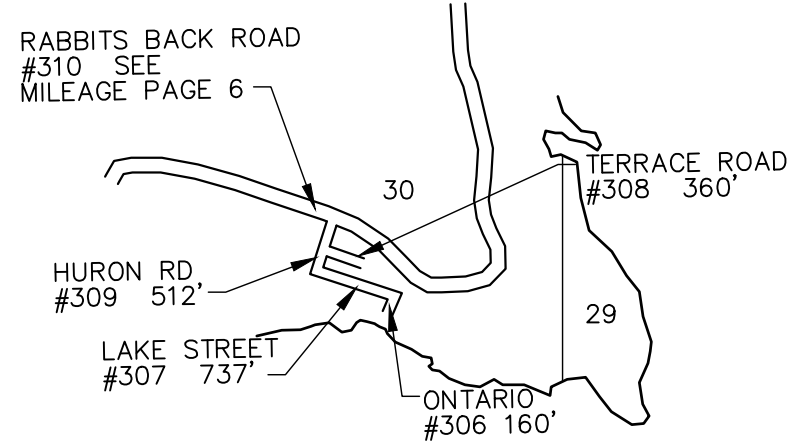 RABBITS BACK ROAD
#310 SEE
MILEAGE PAGE 6
30
TERRACE ROAD
#308 360'
HURON RD
#309 512'
29
LAKE STREET
#307 737'
ONTARIO
#306 160'